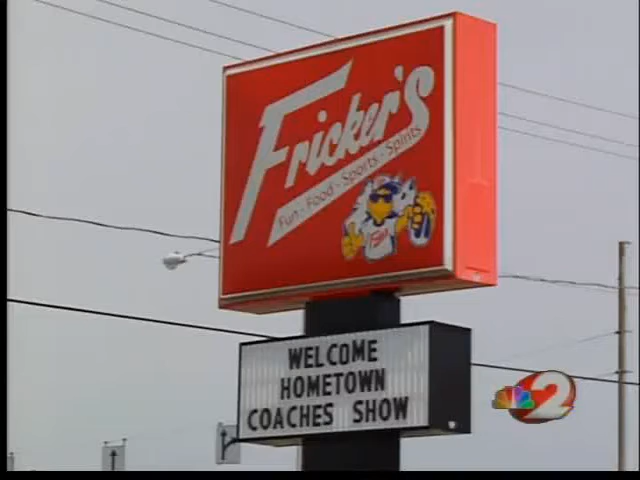 Fricker's
Fun - Food - Sports - Spirits
WELCOME
HOMETOWN
COACHES SHOW
2